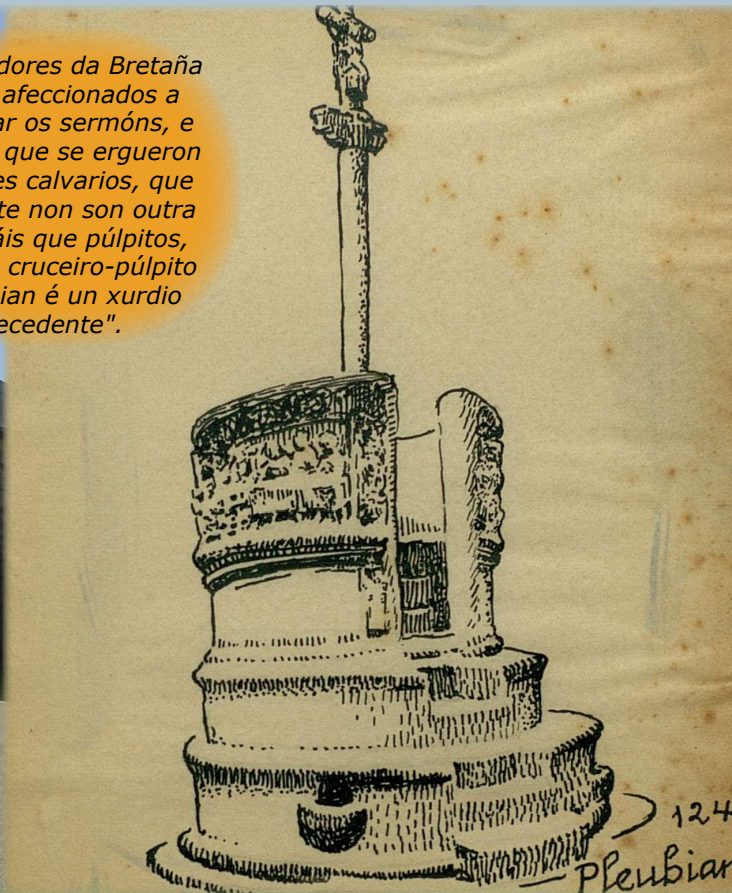 dores da Bretaña
afeccionados a
ar os sermóns, e
que se ergueron
es calvarios, que
te non son outra
áis que púlpitos,
cruceiro-púlpito
ian é un xurdio
ecedente".
124
Pleubian